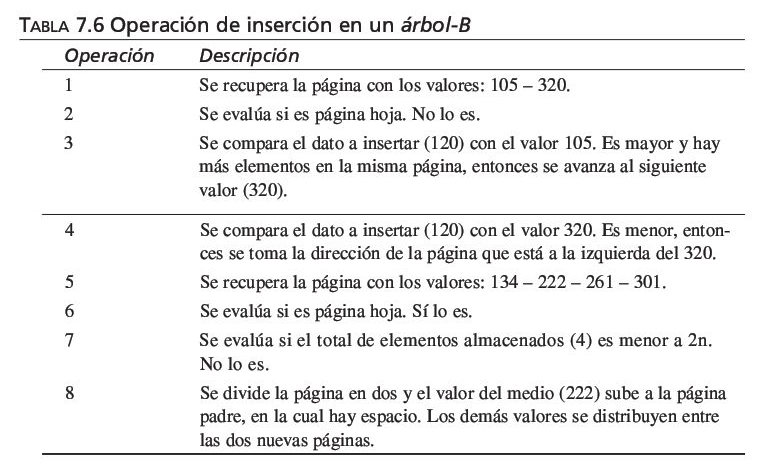 TABLA 7.6 Operación de inserción en un árbol-B
Operación Descripción
1 Se recupera la página con los valores: 105 – 320.
2 Se evalúa si es página hoja. No lo es.
3 Se compara el dato a insertar (120) con el valor 105. Es mayor y hay
más elementos en la misma página, entonces se avanza al siguiente
valor (320).
4 Se compara el dato a insertar (120) con el valor 320. Es menor, enton-
ces se toma la dirección de la página que está a la izquierda del 320.
5 Se recupera la página con los valores: 134 – 222 – 261 – 301.
6 Se evalúa si es página hoja. Sí lo es.
7 Se evalúa si el total de elementos almacenados (4) es menor a 2n.
No lo es.
8 Se divide la página en dos y el valor del medio (222) sube a la página
padre, en la cual hay espacio. Los demás valores se distribuyen entre
las dos nuevas páginas.